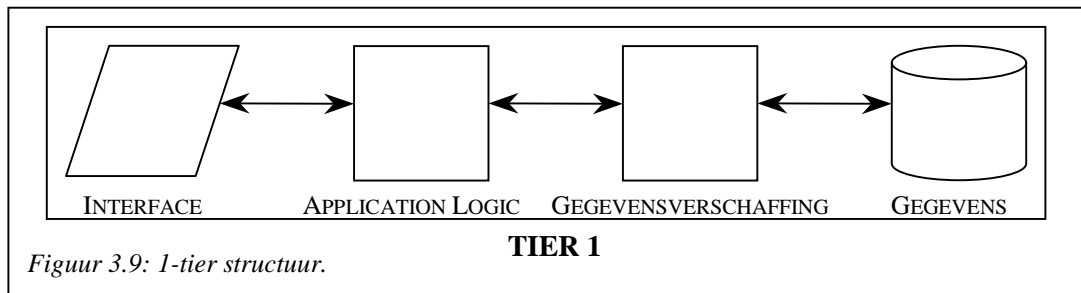 INTERFACE APPLICATION LOGIC GEGEVENSVERSCHAFFING GEGEVENS
TIER 1
Figuur 3.9: 1-tier structuur.